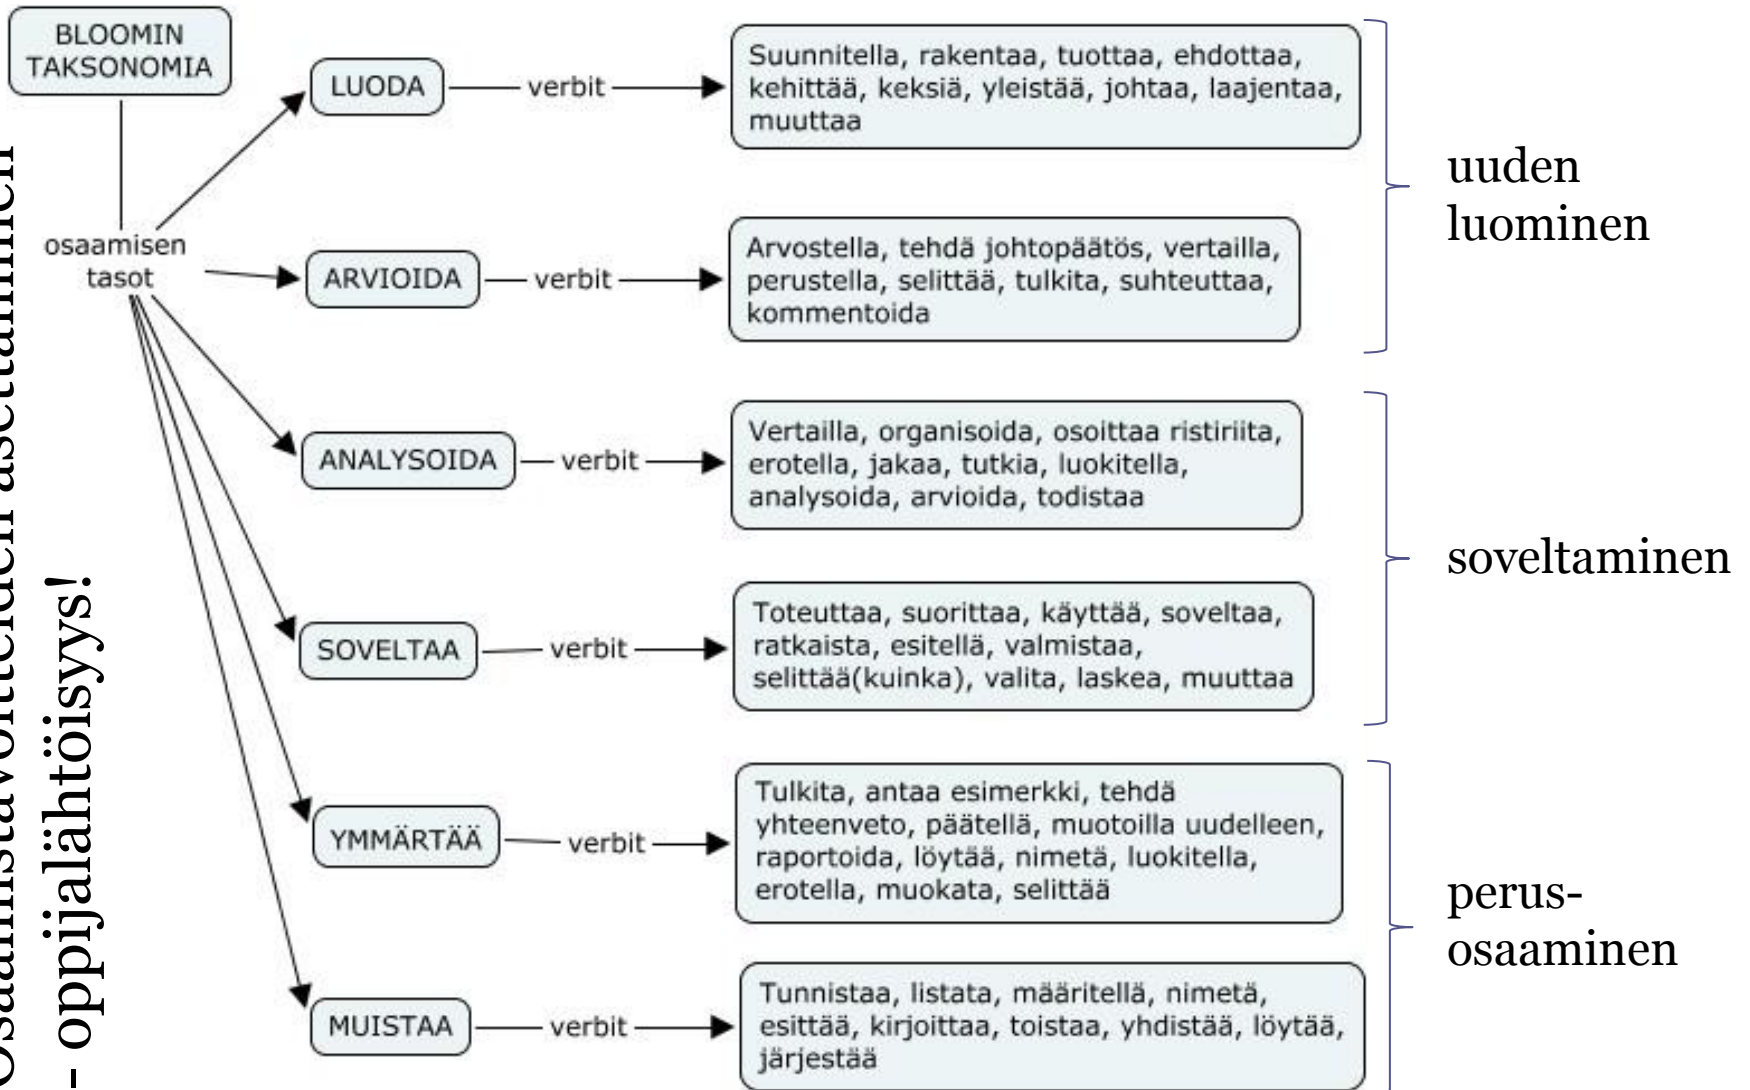 Osaamistavoitteiden asettaminen
- oppijalähtöisyys!
BLOOMIN
TAKSONOMIA
osaamisen
tasot
LUODA
verbit
Suunnitella, rakentaa, tuottaa, ehdottaa,
kehittää, keksiä, yleistää, johtaa, laajentaa,
muuttaa
ARVIOIDA
verbit
Arvostella, tehdä johtopäätös, vertailla,
perustella, selittää, tulkita, suhteuttaa,
kommentoida
uuden
luominen
ANALYSOIDA
verbit
Vertailla, organisoida, osoittaa ristiriita,
erotella, jakaa, tutkia, luokitella,
analysoida, arvioida, todistaa
SOVELTAA
verbit
Toteuttaa, suorittaa, käyttää, soveltaa,
ratkaista, esitellä, valmistaa,
selittää(kuinka), valita, laskea, muuttaa
soveltaminen
YMMÄRTÄÄ
verbit
Tulkita, antaa esimerkki, tehdä
yhteenveto, päätellä, muotoilla uudelleen,
raportoida, löytää, nimetä, luokitella,
erotella, muokata, selittää
MUISTAA
verbit
Tunnistaa, listata, määritellä, nimetä,
esittää, kirjoittaa, toistaa, yhdistää, löytää,
järjestää
perus-
osaaminen